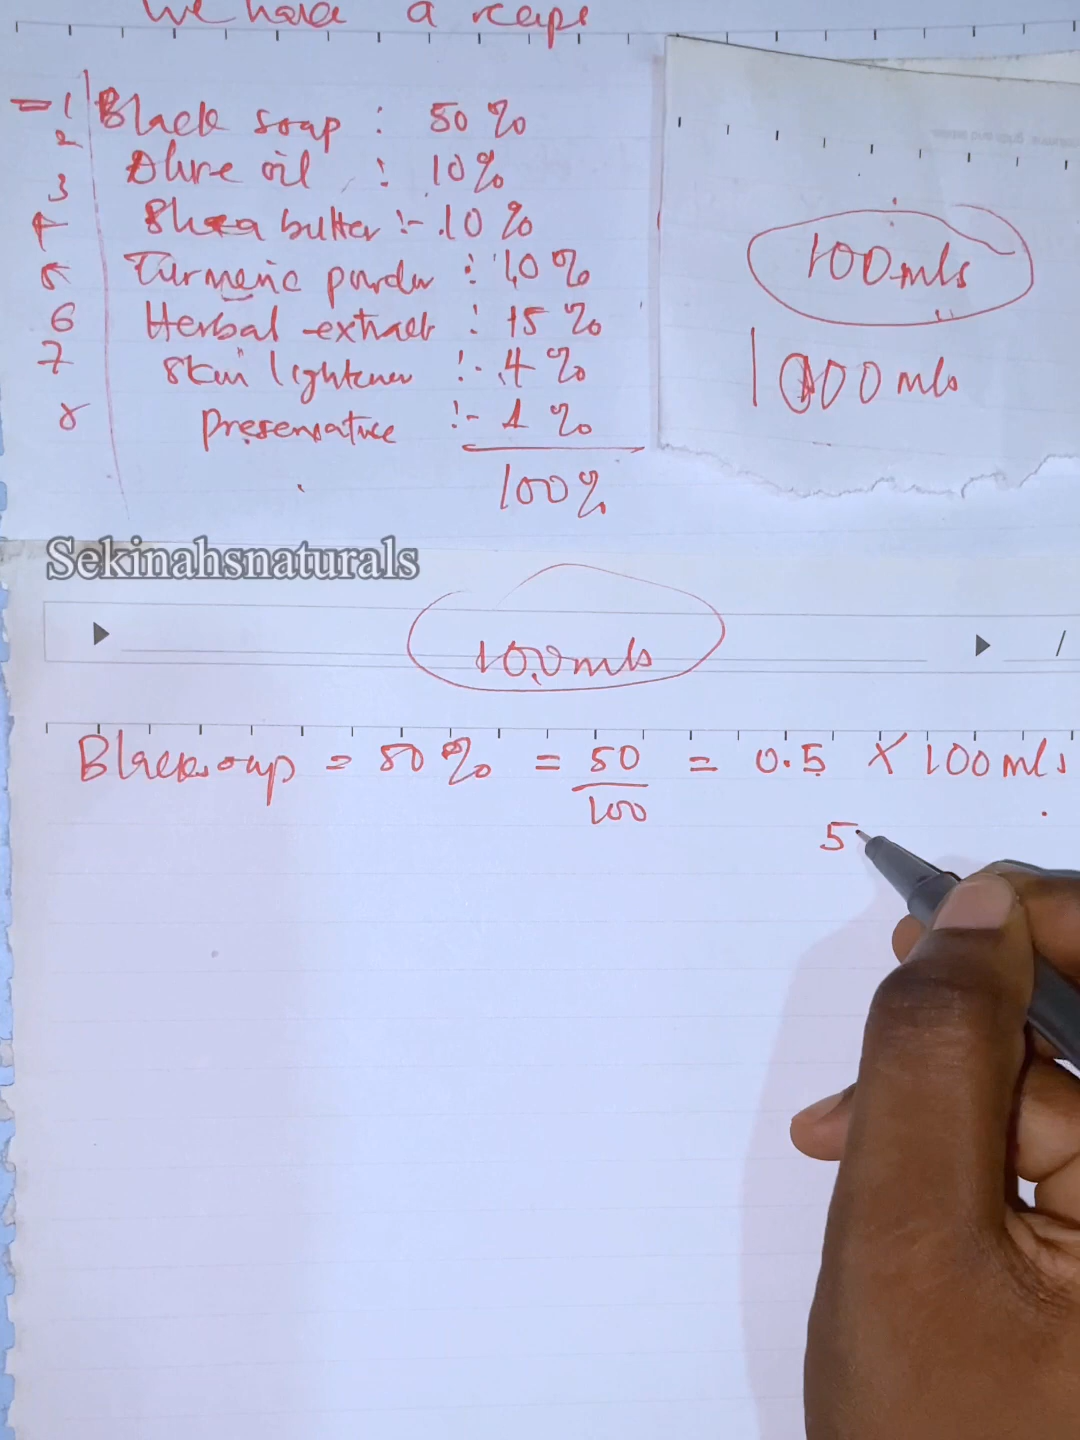 We have a recipe
1 Black soap : 50%
2 Olive oil : 10%
3 Shea butter :- 10%
4 Turmeric powder : 10%
5 Herbal extract : 15%
6 Skin lightener :- 4%
7 Preservative :- 1%
8
100%
100mls
1000mls
Sekinahsnaturals
100mls
Blacksoap = 50% = 50/100 = 0.5 X 100mls
5